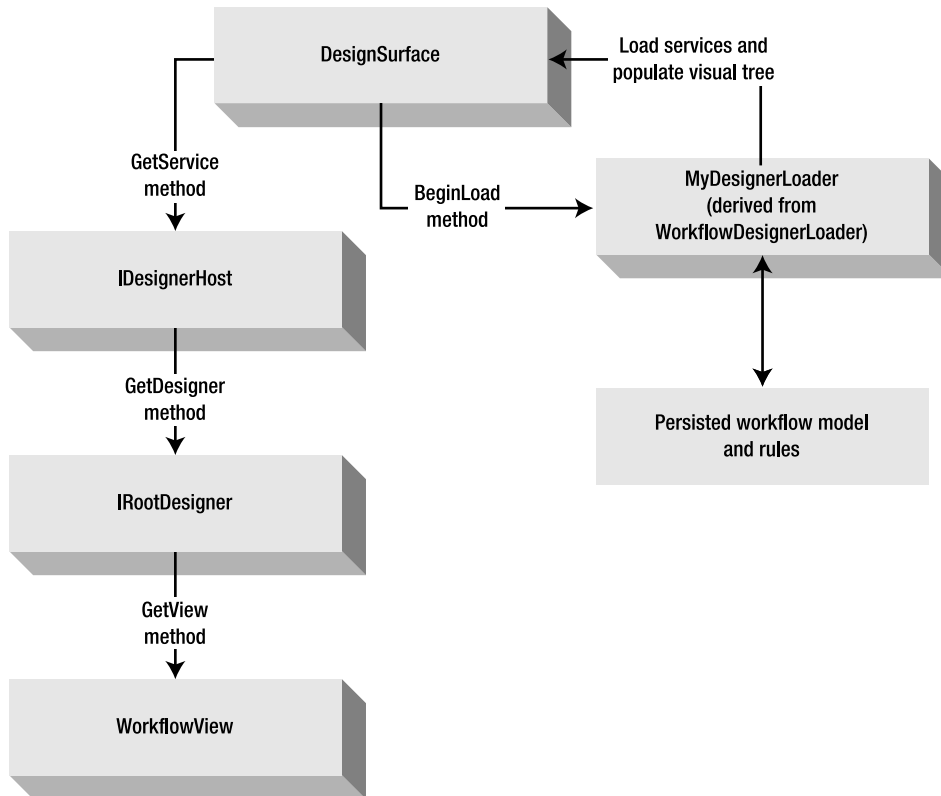 DesignSurface
Load services and
populate visual tree
GetService
method
BeginLoad
method
MyDesignerLoader
(derived from
WorkflowDesignerLoader)
IDesignerHost
GetDesigner
method
Persisted workflow model
and rules
IRootDesigner
GetView
method
WorkflowView